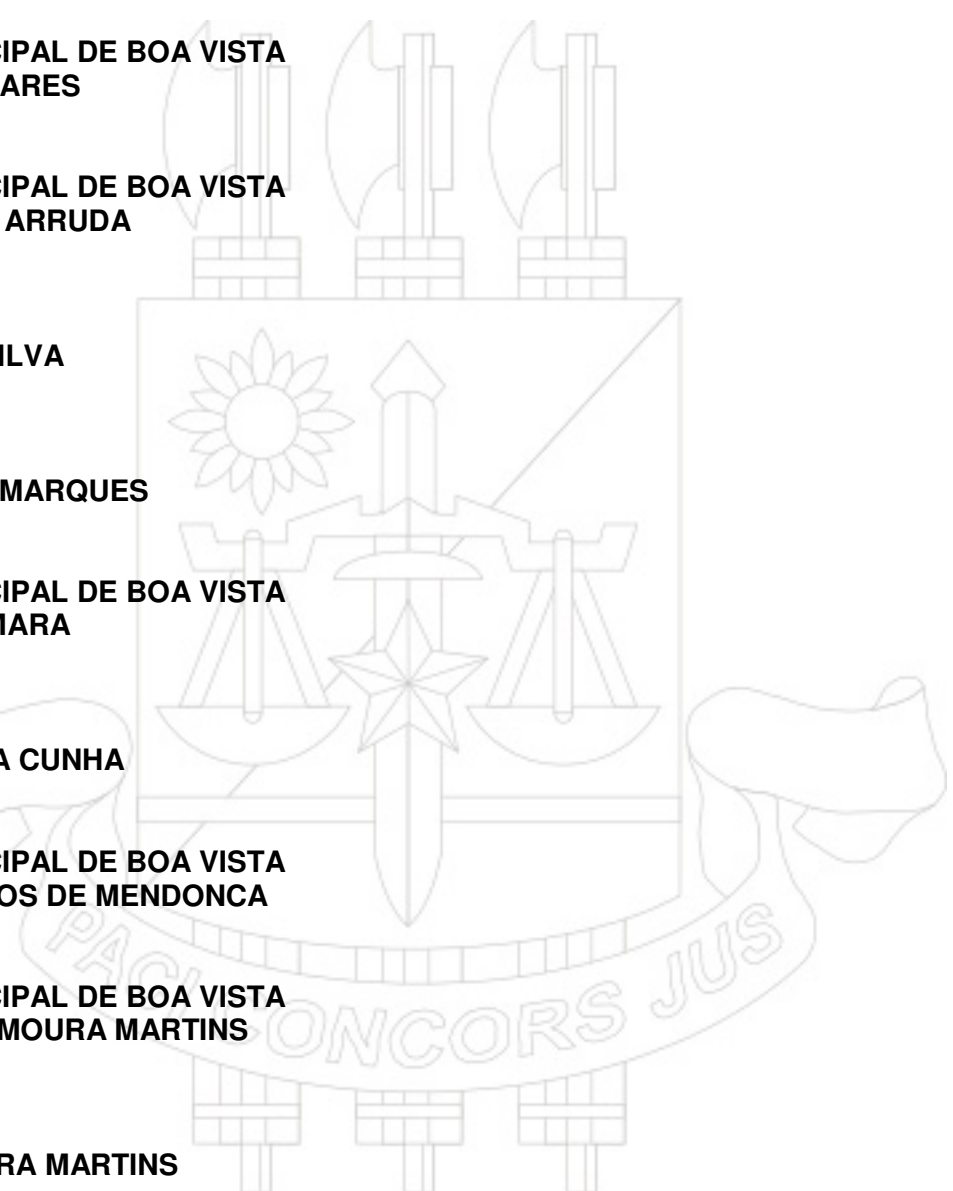 CIPAL DE BOA VISTA
ARES
CIPAL DE BOA VISTA
ARRUDA
ILVA
MARQUES
CIPAL DE BOA VISTA
MARA
A CUNHA
CIPAL DE BOA VISTA
OS DE MENDONCA
CIPAL DE BOA VISTA
MOURA MARTINS
PACI CONCORS JUS
RA MARTINS